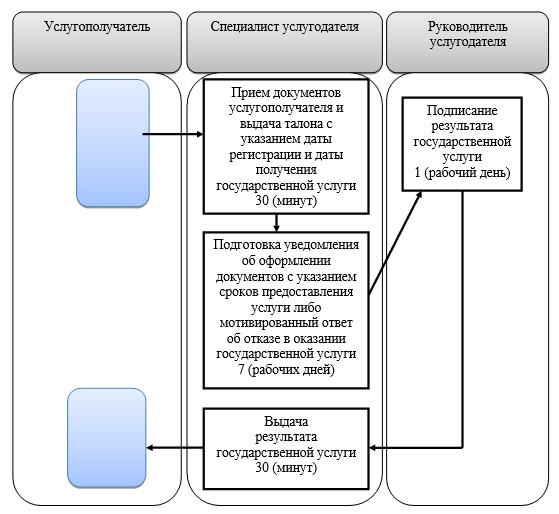 Услугополучатель
Специалист услугодателя
Руководитель
услугодателя
Прием документов
услугополучателя и
выдача талона с
указанием даты
регистрации и даты
получения
государственной услуги
30 (минут)
Подписание
результата
государственной
услуги
1 (рабочий день)
Подготовка уведомления
об оформлении
документов с указанием
сроков предоставления
услуги либо
мотивированный ответ
об отказе в оказании
государственной услуги
7 (рабочих дней)
Выдача
результата
государственной услуги
30 (минут)